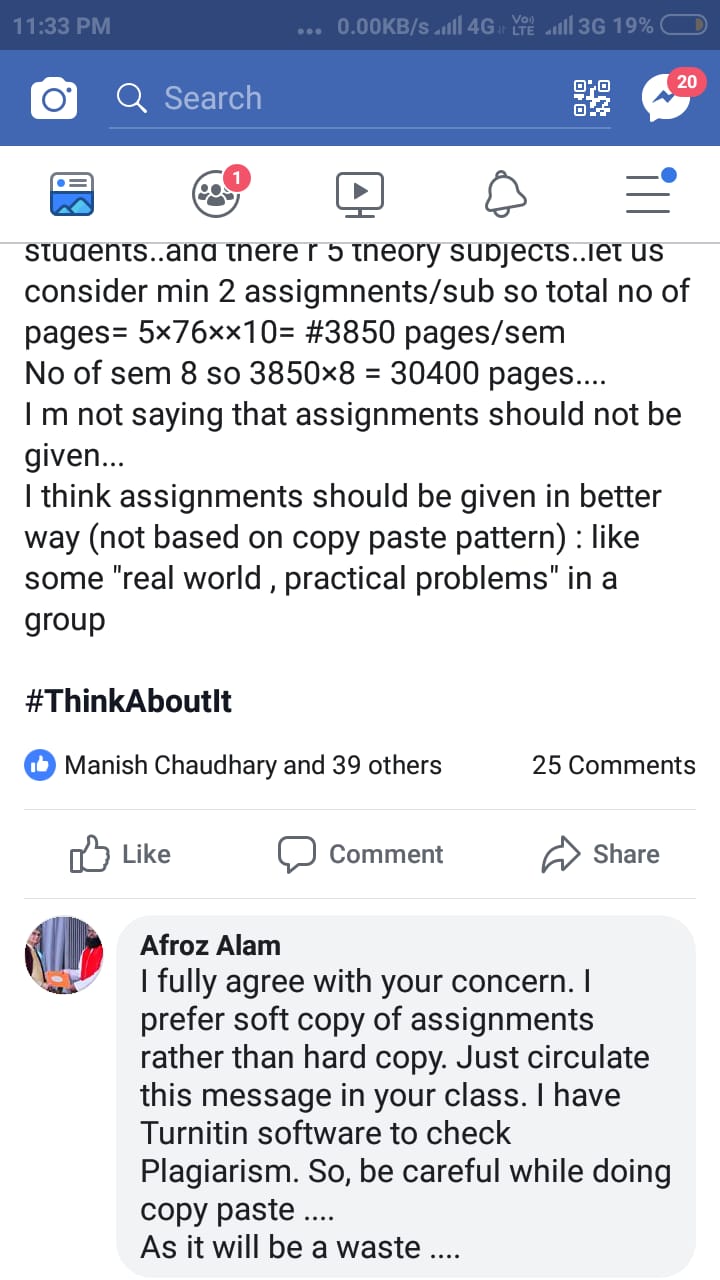 11:33 PM ... 0.00KB/s 4G VoLTE 3G 19%
Search 20
1
students..and there r 5 theory subjects..let us
consider min 2 assigmnents/sub so total no of
pages= 5×76××10= #3850 pages/sem
No of sem 8 so 3850×8 = 30400 pages....
I m not saying that assignments should not be
given...
I think assignments should be given in better
way (not based on copy paste pattern) : like
some "real world , practical problems" in a
group
#ThinkAboutIt
Manish Chaudhary and 39 others 25 Comments
Like Comment Share
Afroz Alam
I fully agree with your concern. I
prefer soft copy of assignments
rather than hard copy. Just circulate
this message in your class. I have
Turnitin software to check
Plagiarism. So, be careful while doing
copy paste ....
As it will be a waste ....